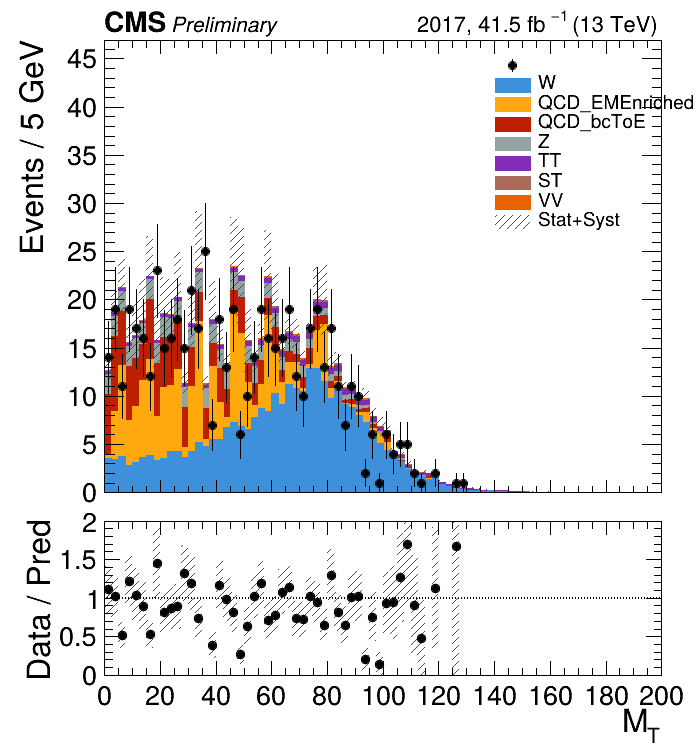 CMS Preliminary 2017, 41.5 fb⁻¹ (13 TeV)
Events / 5 GeV
45
40
35
30
25
20
15
10
5
0
W
QCD_EMEnriched
QCD_bcToE
Z
TT
ST
VV
Stat+Syst
Data / Pred
2
1.5
1
0.5
0
0 20 40 60 80 100 120 140 160 180 200
M_T